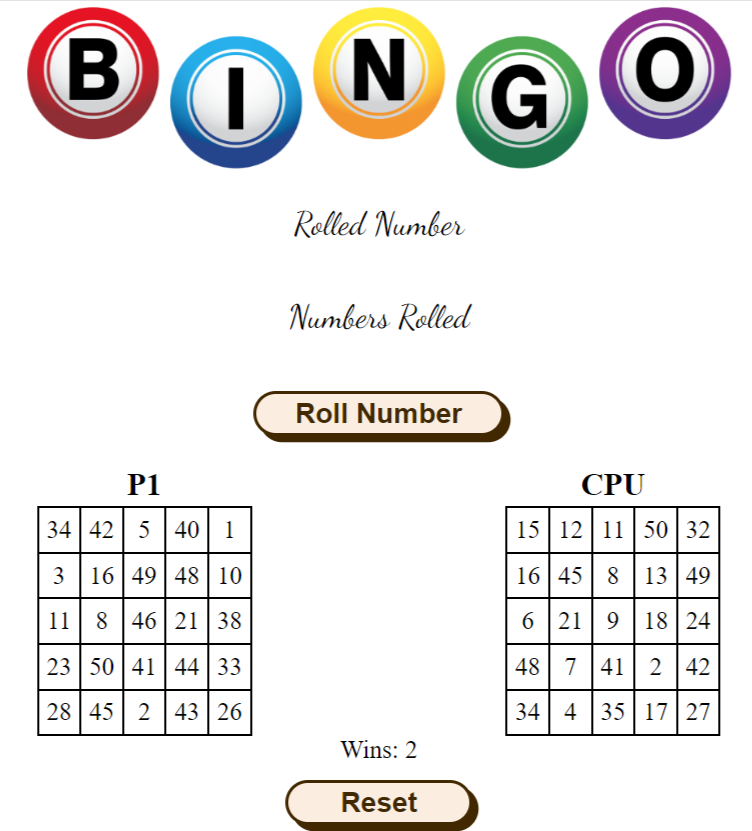 B I N G O
Rolled Number
Numbers Rolled
Roll Number
P1
34 42 5 40 1
3 16 49 48 10
11 8 46 21 38
23 50 41 44 33
28 45 2 43 26
CPU
15 12 11 50 32
16 45 8 13 49
6 21 9 18 24
48 7 41 2 42
34 4 35 17 27
Wins: 2
Reset